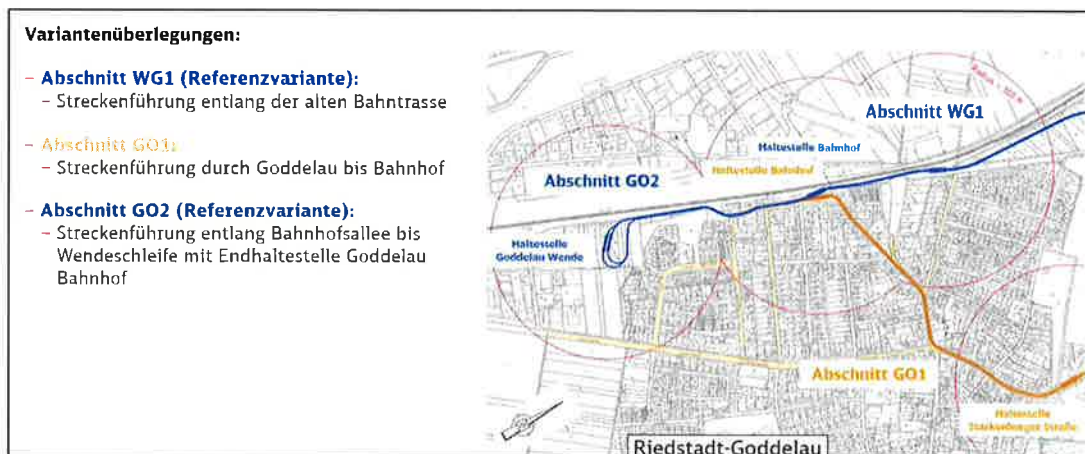 Variantenüberlegungen:
– Abschnitt WG1 (Referenzvariante):
– Streckenführung entlang der alten Bahntrasse
– Abschnitt GO1:
– Streckenführung durch Goddelau bis Bahnhof
– Abschnitt GO2 (Referenzvariante):
– Streckenführung entlang Bahnhofsallee bis
Wendeschleife mit Endhaltestelle Goddelau
Bahnhof
Abschnitt WG1
Haltestelle Bahnhof
Haltestelle Bahnhof
Abschnitt GO2
Haltestelle
Goddelau Wende
Abschnitt GO1
Haltestelle
Starkenburger Straße
Riedstadt-Goddelau